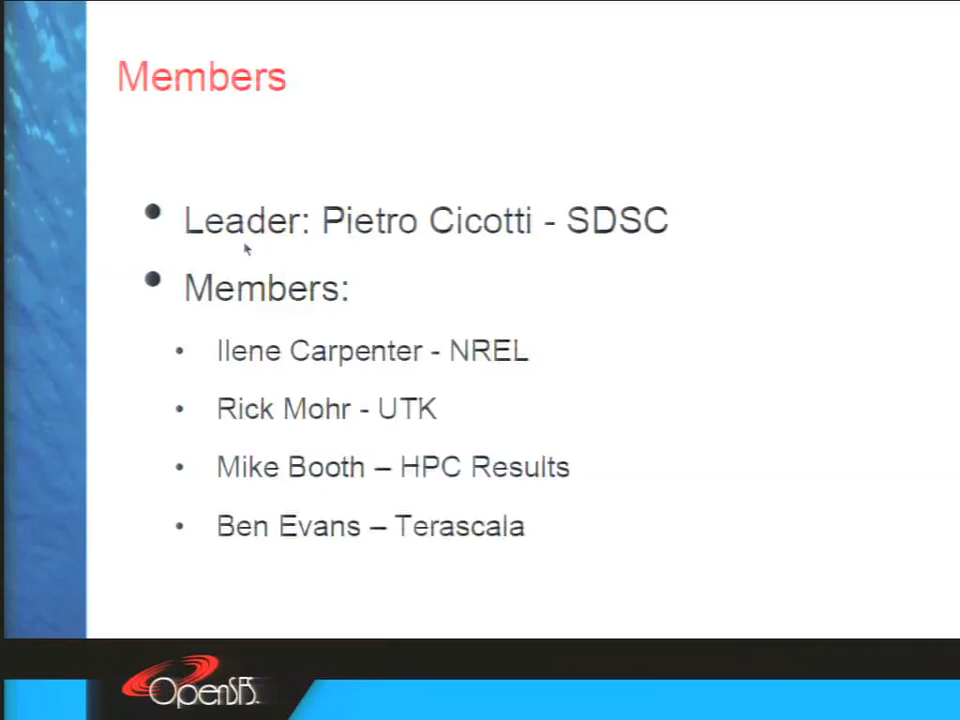 Members
• Leader: Pietro Cicotti - SDSC
• Members:
• Ilene Carpenter - NREL
• Rick Mohr - UTK
• Mike Booth – HPC Results
• Ben Evans – Terascala
OpenSFS